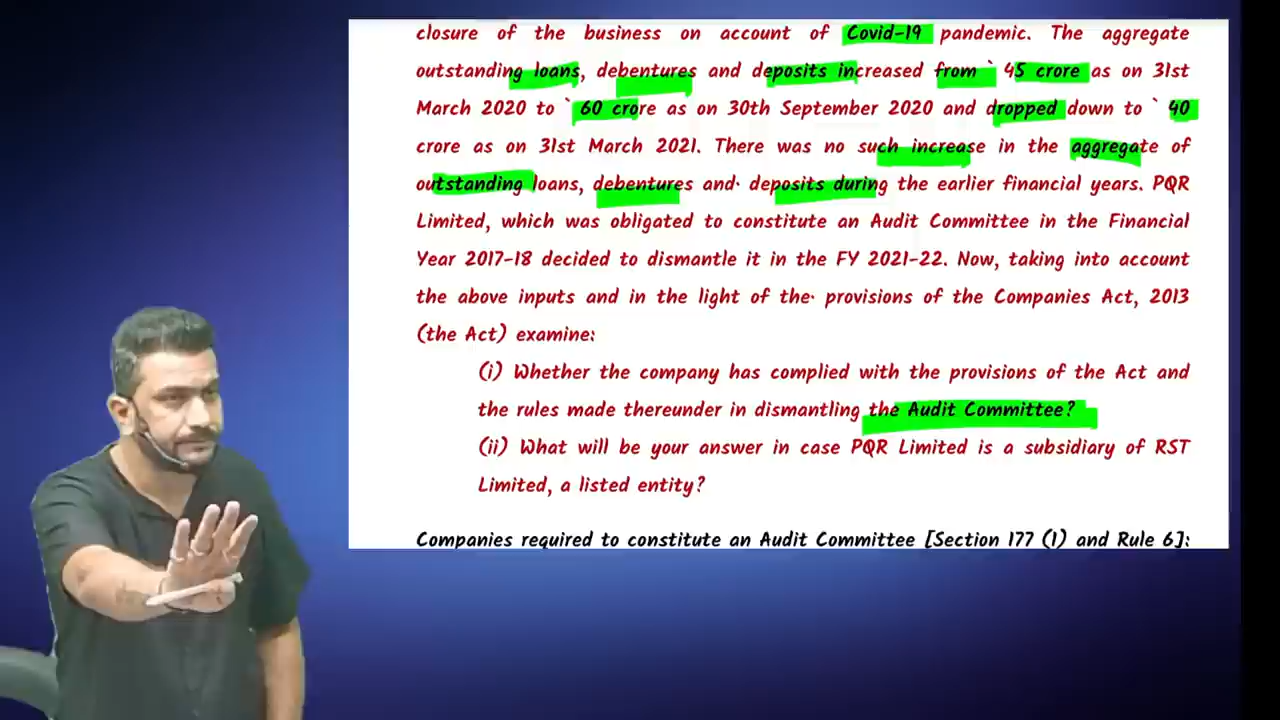 closure of the business on account of Covid-19 pandemic. The aggregate
outstanding loans, debentures and deposits increased from ` 45 crore as on 31st
March 2020 to ` 60 crore as on 30th September 2020 and dropped down to ` 40
crore as on 31st March 2021. There was no such increase in the aggregate of
outstanding loans, debentures and· deposits during the earlier financial years. PQR
Limited, which was obligated to constitute an Audit Committee in the Financial
Year 2017-18 decided to dismantle it in the FY 2021-22. Now, taking into account
the above inputs and in the light of the· provisions of the Companies Act, 2013
(the Act) examine:
(i) Whether the company has complied with the provisions of the Act and
the rules made thereunder in dismantling the Audit Committee?
(ii) What will be your answer in case PQR Limited is a subsidiary of RST
Limited, a listed entity?
Companies required to constitute an Audit Committee [Section 177 (1) and Rule 6]: